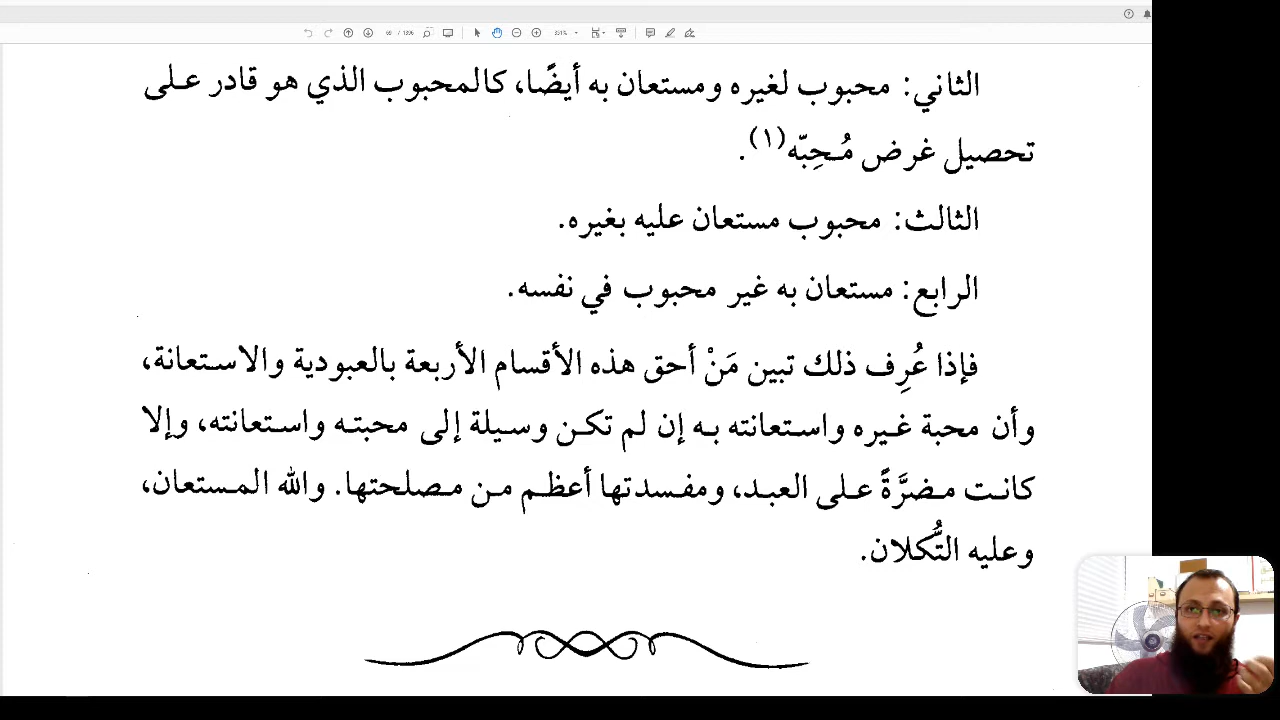 60 / 1396
351%
الثاني: محبوب لغيره ومستعان به أيضًا، كالمحبوب الذي هو قادر على
تحصيل غرض مُحِبّه(١).
الثالث: محبوب مستعان عليه بغيره.
الرابع: مستعان به غير محبوب في نفسه.
فإذا عُرِف ذلك تبين مَنْ أحق هذه الأقسام الأربعة بالعبودية والاستعانة،
وأن محبة غيره واستعانته به إن لم تكن وسيلة إلى محبته واستعانته، وإلا
كانت مضرَّةً على العبد، ومفسدتها أعظم من مصلحتها. والله المستعان،
وعليه التُّكلان.